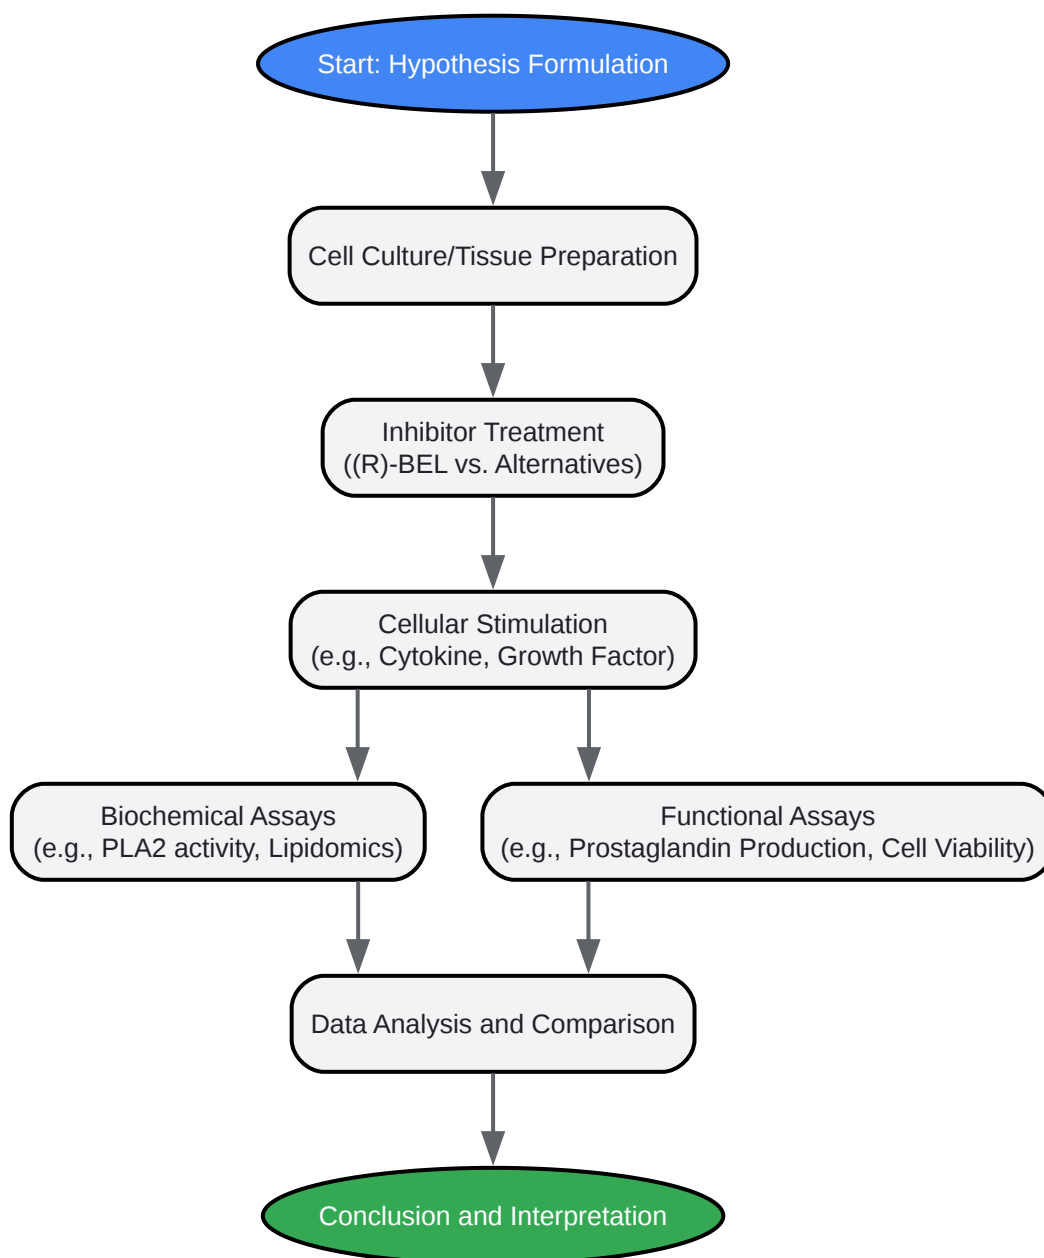 Start: Hypothesis Formulation
Cell Culture/Tissue Preparation
Inhibitor Treatment
((R)-BEL vs. Alternatives)
Cellular Stimulation
(e.g., Cytokine, Growth Factor)
Biochemical Assays
(e.g., PLA2 activity, Lipidomics)
Functional Assays
(e.g., Prostaglandin Production, Cell Viability)
Data Analysis and Comparison
Conclusion and Interpretation